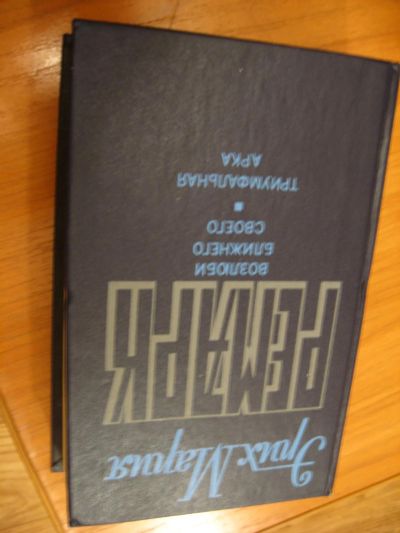 Эрих Мария
РЕМАРК
ВОЗЛЮБИ
БЛИЖНЕГО
СВОЕГО
ТРИУМФАЛЬНАЯ
АРКА